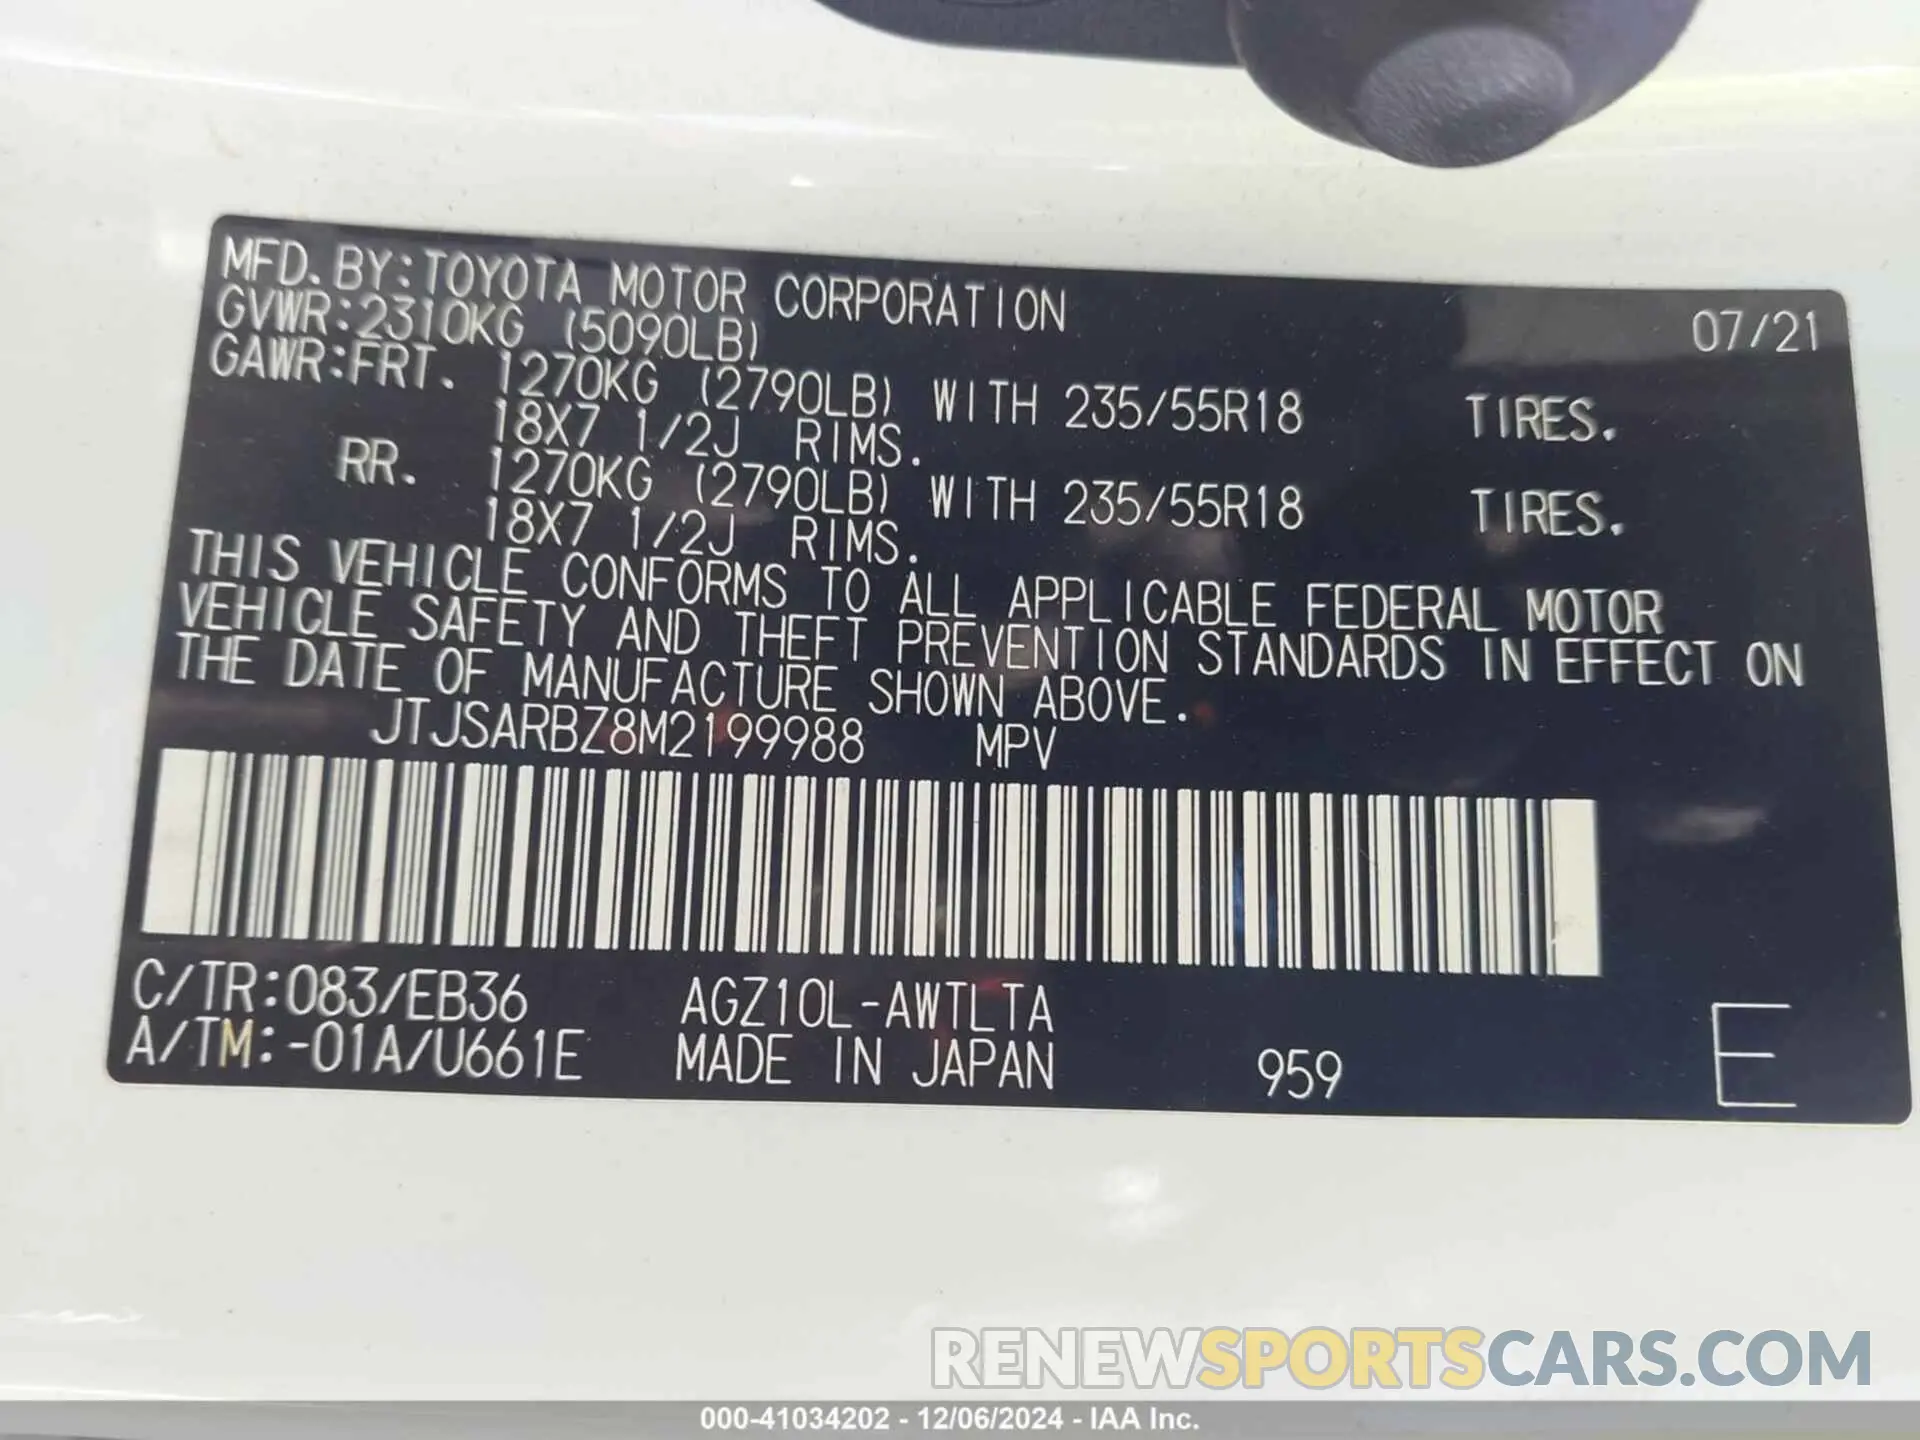 MFD.BY:TOYOTA MOTOR CORPORATION 07/21
GVWR:2310KG (5090LB)
GAWR:FRT. 1270KG (2790LB) WITH 235/55R18 TIRES.
18X7 1/2J RIMS.
RR. 1270KG (2790LB) WITH 235/55R18 TIRES.
18X7 1/2J RIMS.
THIS VEHICLE CONFORMS TO ALL APPLICABLE FEDERAL MOTOR
VEHICLE SAFETY AND THEFT PREVENTION STANDARDS IN EFFECT ON
THE DATE OF MANUFACTURE SHOWN ABOVE.
JTJSARBZ8M2199988 MPV
C/TR:083/EB36 AGZ10L-AWTLTA
A/TM:-01A/U661E MADE IN JAPAN 959 E
RENEWSPORTSCARS.COM
000-41034202 - 12/06/2024 - IAA Inc.